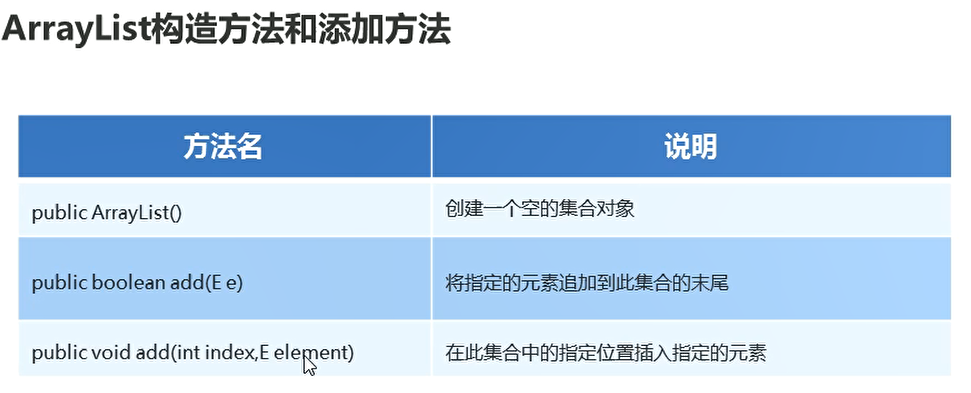 ArrayList构造方法和添加方法
方法名 说明
public ArrayList() 创建一个空的集合对象
public boolean add(E e) 将指定的元素追加到此集合的末尾
public void add(int index,E element) 在此集合中的指定位置插入指定的元素